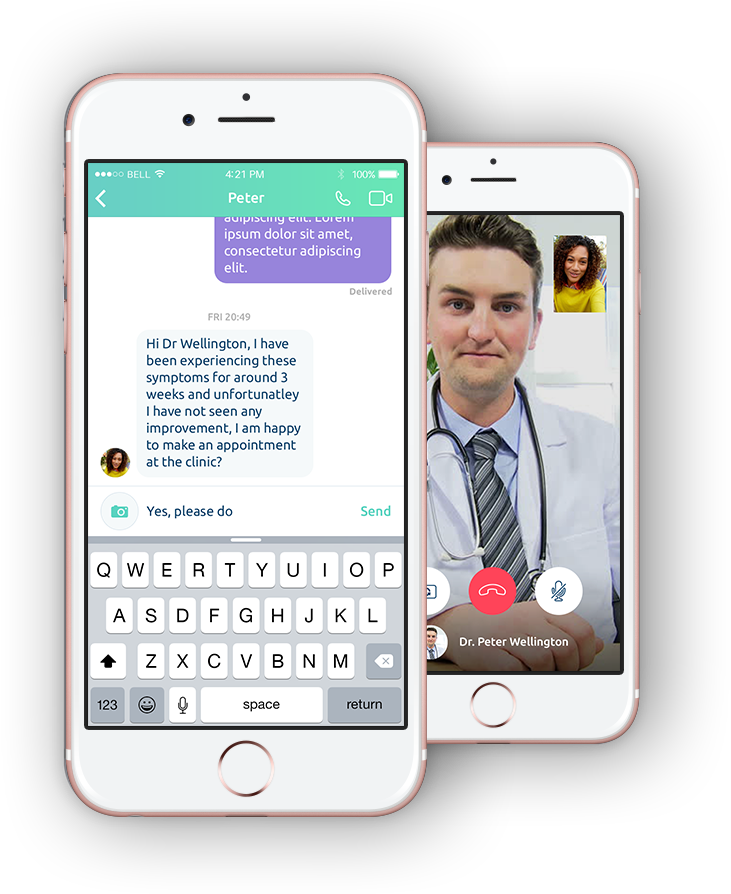 BELL
4:21 PM
100%
Peter
adipiscing elit. Lorem
ipsum dolor sit amet,
consectetur adipiscing
elit.
Delivered
FRI 20:49
Hi Dr Wellington, I have
been experiencing these
symptoms for around 3
weeks and unfortunatley
I have not seen any
improvement, I am happy
to make an appointment
at the clinic?
Yes, please do
Send
Q W E R T Y U I O P
A S D F G H J K L
Z X C V B N M
123
space
return
Dr. Peter Wellington